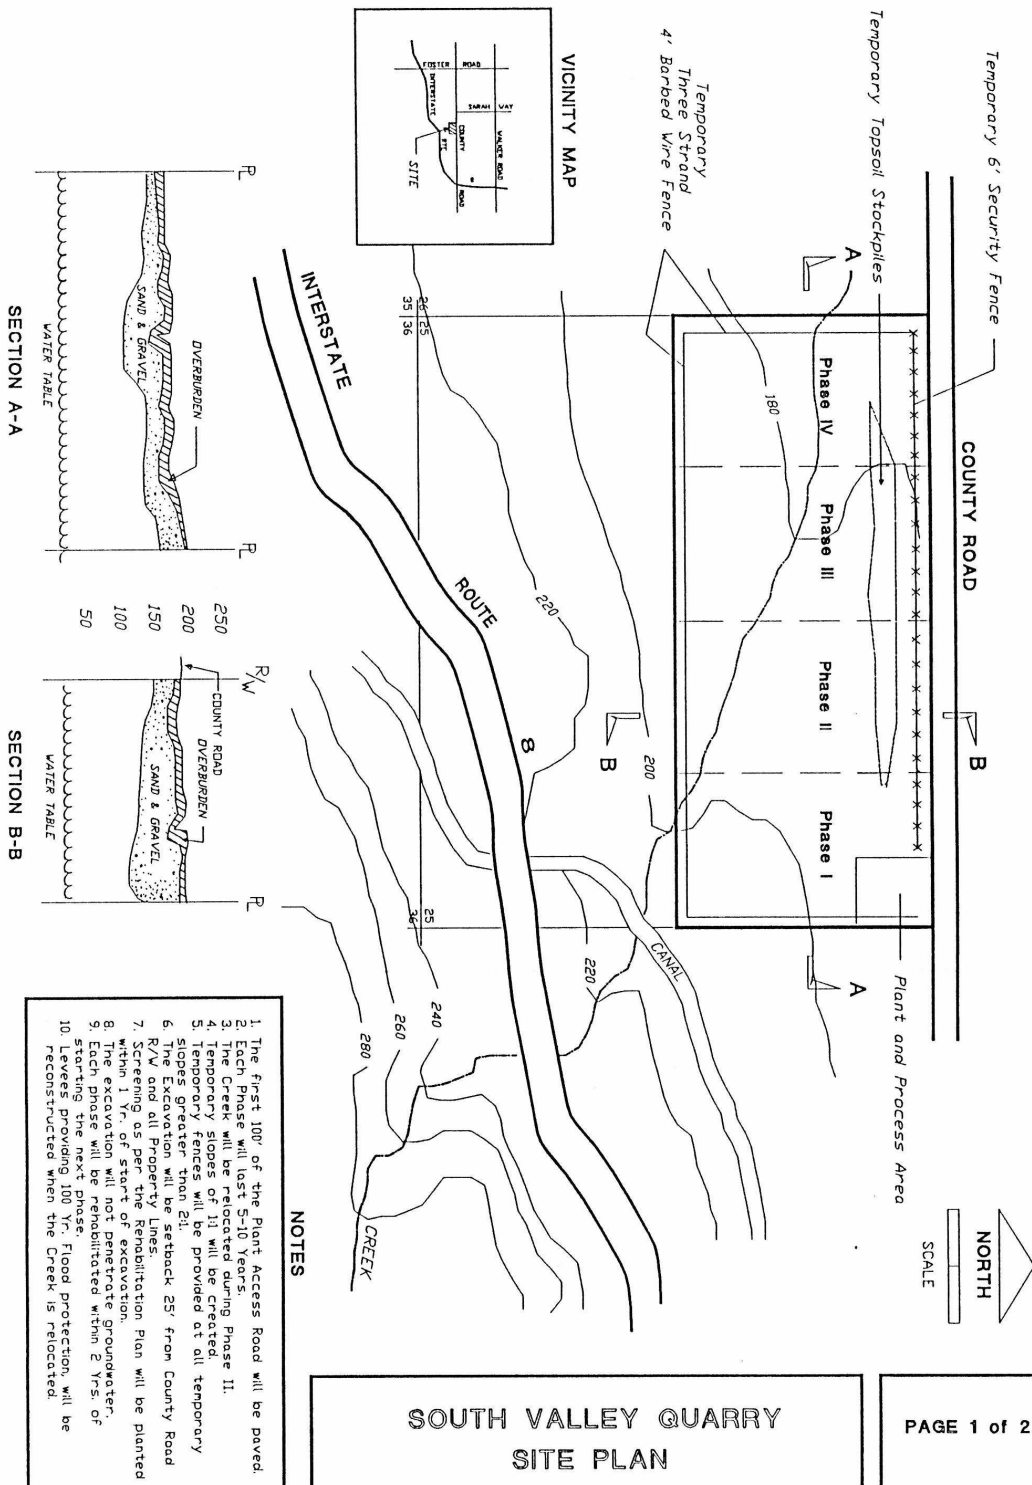 Temporary 6' Security Fence
Temporary Topsoil Stockpiles
Temporary
Three Strand
4' Barbed Wire Fence
VICINITY MAP
FOSTER ROAD
INTERSTATE
SARAH WAY
COUNTY ROAD
WALKER ROAD
RTE
8
SITE
COUNTY ROAD
A
A
B
B
Phase IV
Phase III
Phase II
Phase I
180
200
220
220
240
260
280
26 25
35 36
25
36
INTERSTATE
ROUTE
8
CANAL
CREEK
Plant and Process Area
NORTH
SCALE
PL
PL
OVERBURDEN
SAND & GRAVEL
WATER TABLE
SECTION A-A
250
200
150
100
50
R/W
PL
COUNTY ROAD
OVERBURDEN
SAND & GRAVEL
WATER TABLE
SECTION B-B
NOTES
1. The first 100' of the Plant Access Road will be paved.
2. Each Phase will last 5-10 Years.
3. The Creek will be relocated during Phase II.
4. Temporary slopes of 1:1 will be created.
5. Temporary fences will be provided at all temporary
slopes greater than 2:1.
6. The Excavation will be setback 25' from County Road
R/W and all Property Lines.
7. Screening as per the Rehabilitation Plan will be planted
within 1 Yr. of start of excavation.
8. The excavation will not penetrate groundwater.
9. Each phase will be rehabilitated within 2 Yrs. of
starting the next phase.
10. Levees providing 100 Yr. Flood protection, will be
reconstructed when the Creek is relocated.
SOUTH VALLEY QUARRY
SITE PLAN
PAGE 1 of 2